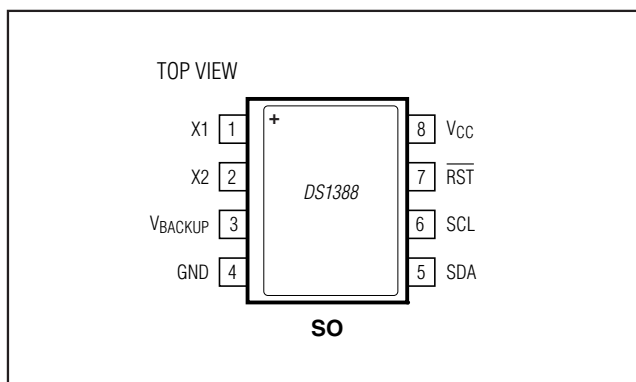 TOP VIEW
X1 1 + 8 VCC
X2 2 DS1388 7 RST
VBACKUP 3 6 SCL
GND 4 5 SDA
SO